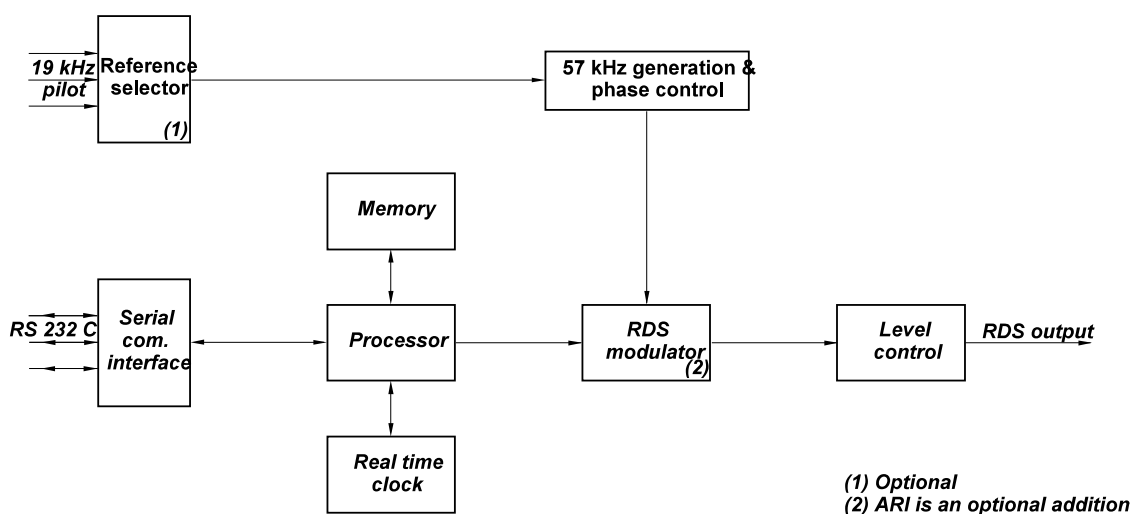 19 kHz
pilot
Reference
selector
(1)
57 kHz generation &
phase control
Memory
RS 232 C
Serial
com.
interface
Processor
RDS
modulator
(2)
Level
control
RDS output
Real time
clock
(1) Optional
(2) ARI is an optional addition